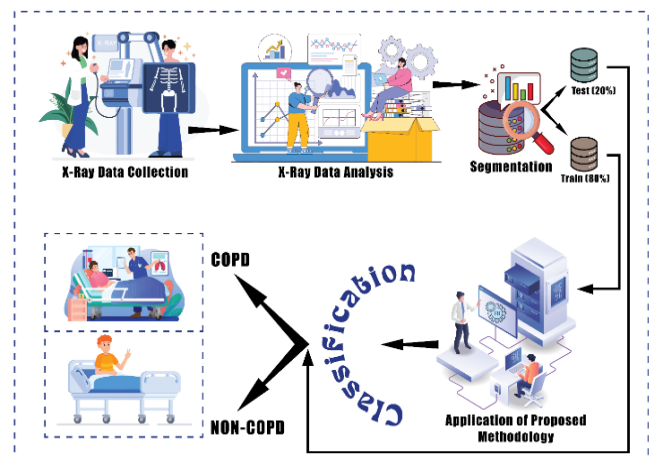 X-RAY
Test (20%)
X-Ray Data Collection
X-Ray Data Analysis
Segmentation
Train (80%)
COPD
Classification
NON-COPD
Application of Proposed
Methodology